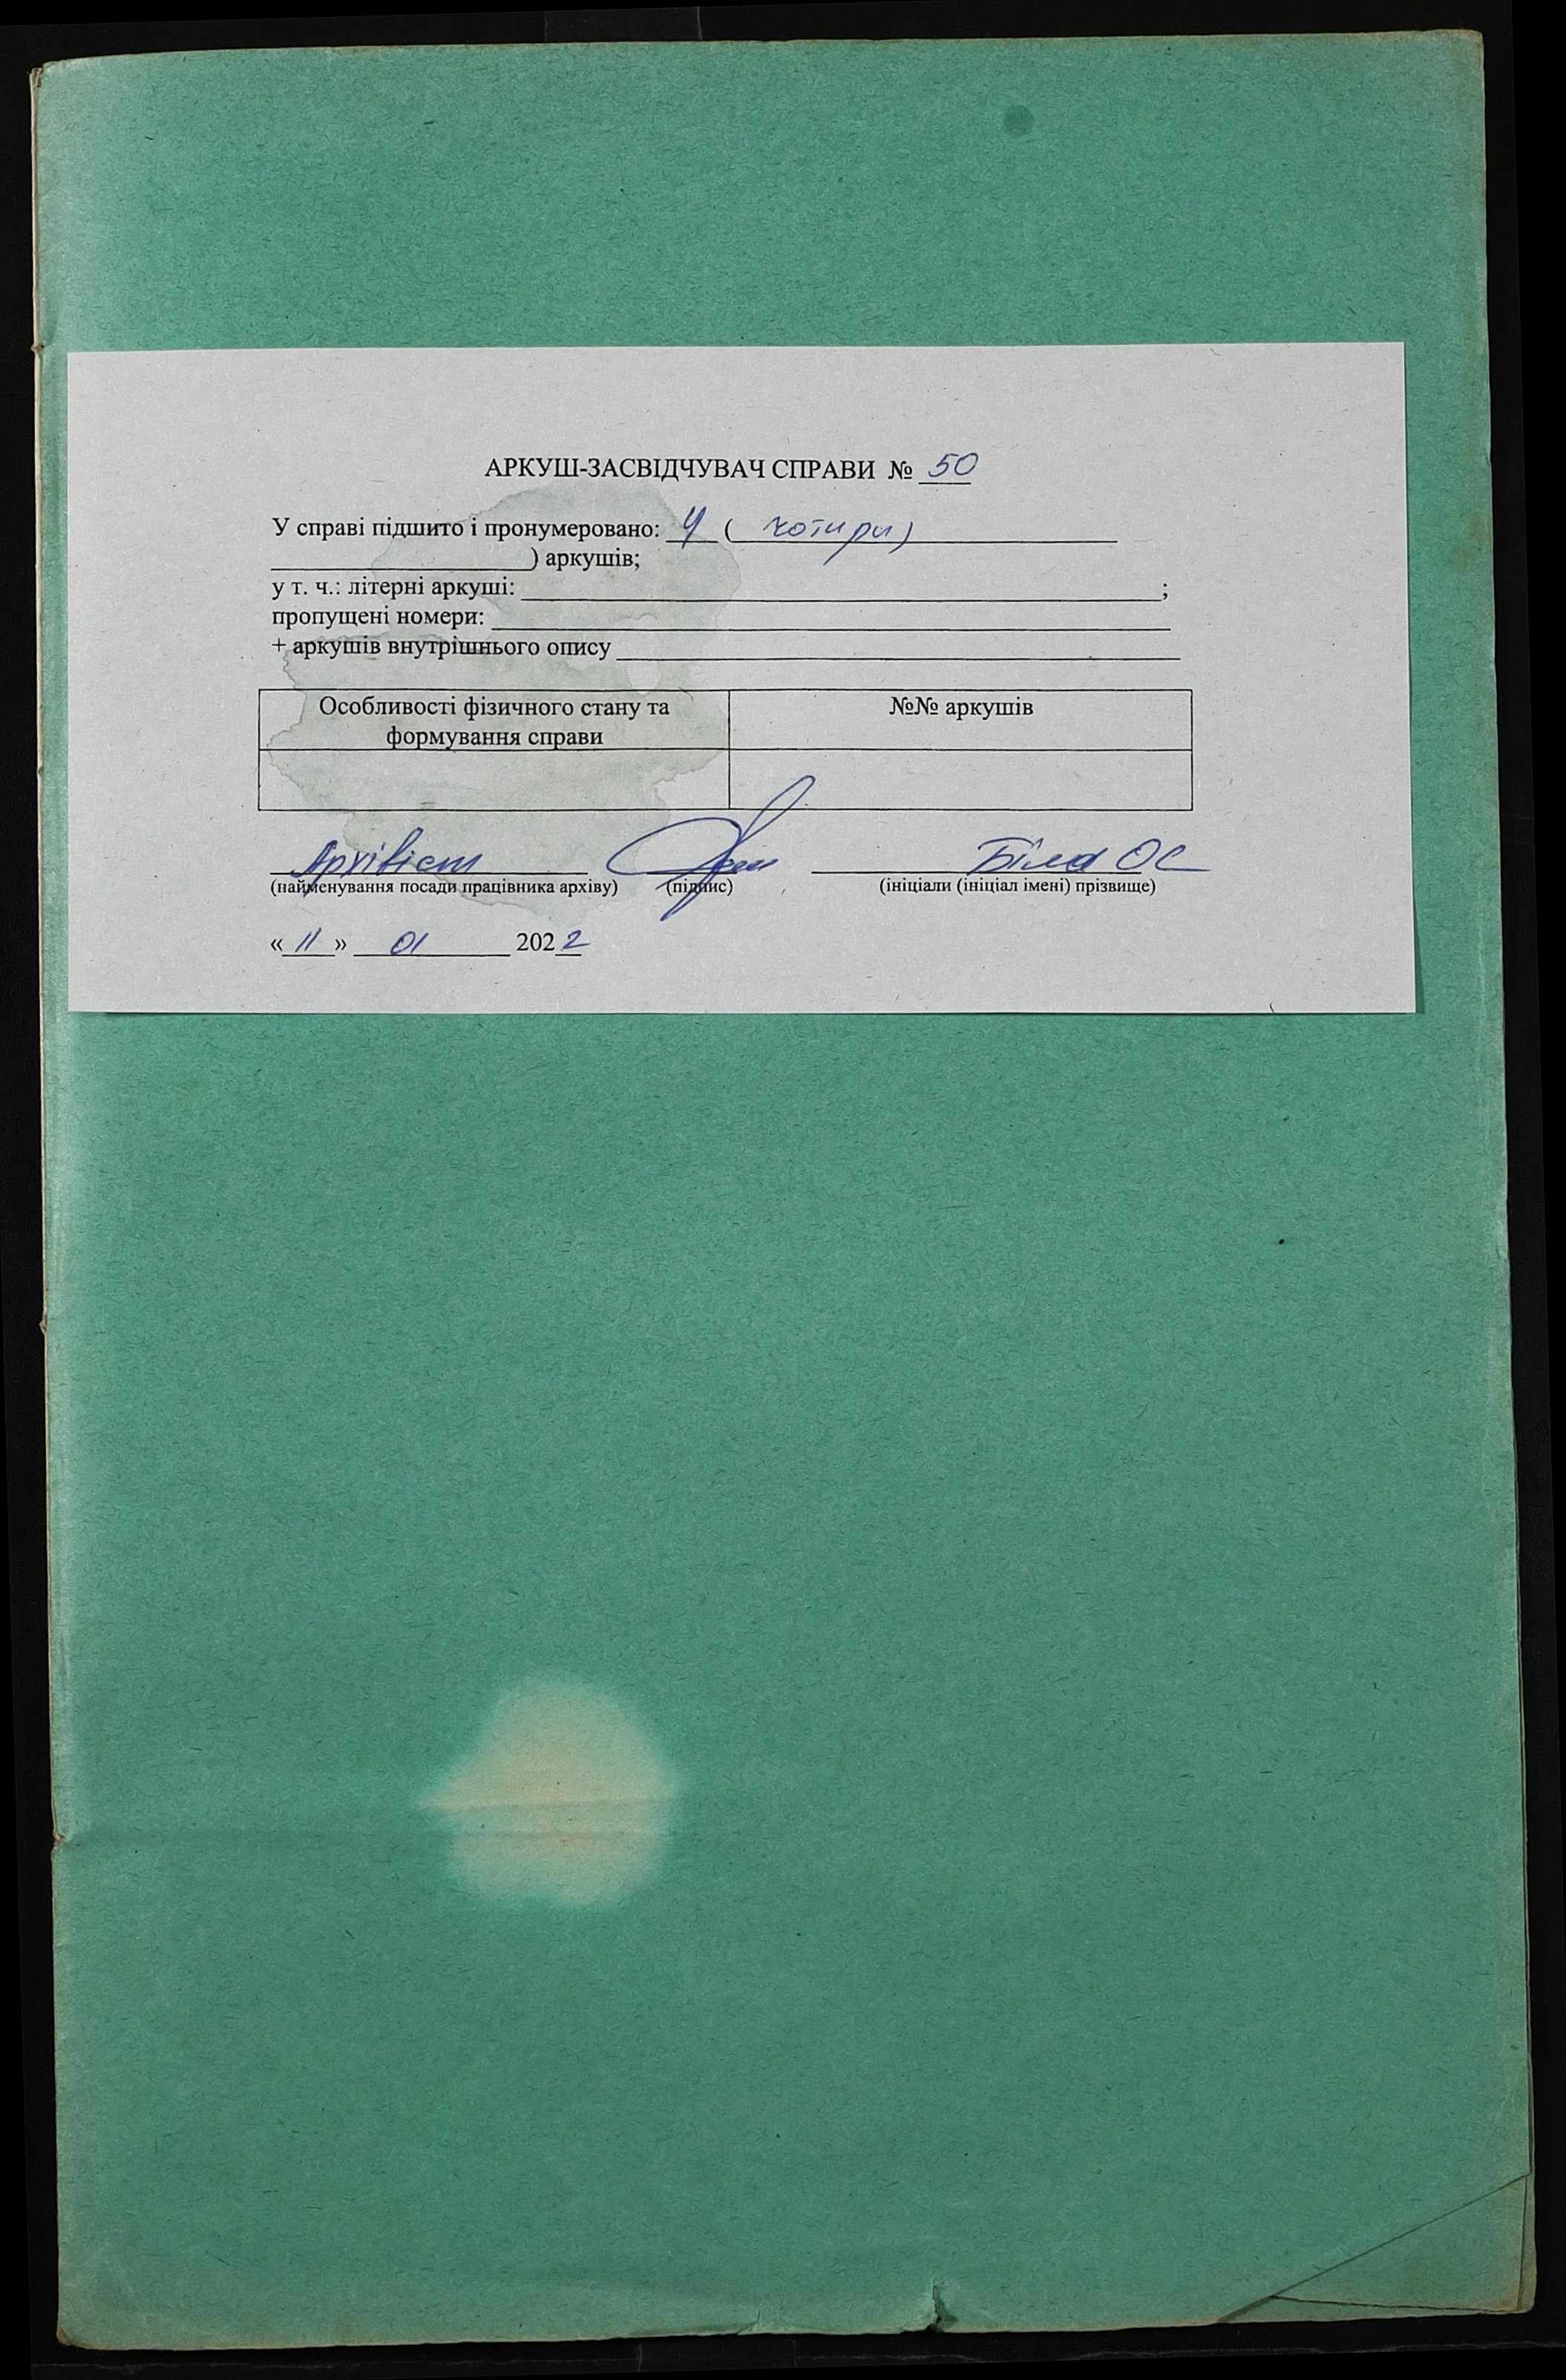 АРКУШ-ЗАСВІДЧУВАЧ СПРАВИ № 50
У справі підшито і пронумеровано: 4 ( чотири)
) аркушів;
у т. ч.: літерні аркуші: ;
пропущені номери:
+ аркушів внутрішнього опису
Особливості фізичного стану та формування справи №№ аркушів
Архівіст Біла ОС
(найменування посади працівника архіву) (підпис) (ініціали (ініціал імені) прізвище)
« 11 » 01 2022